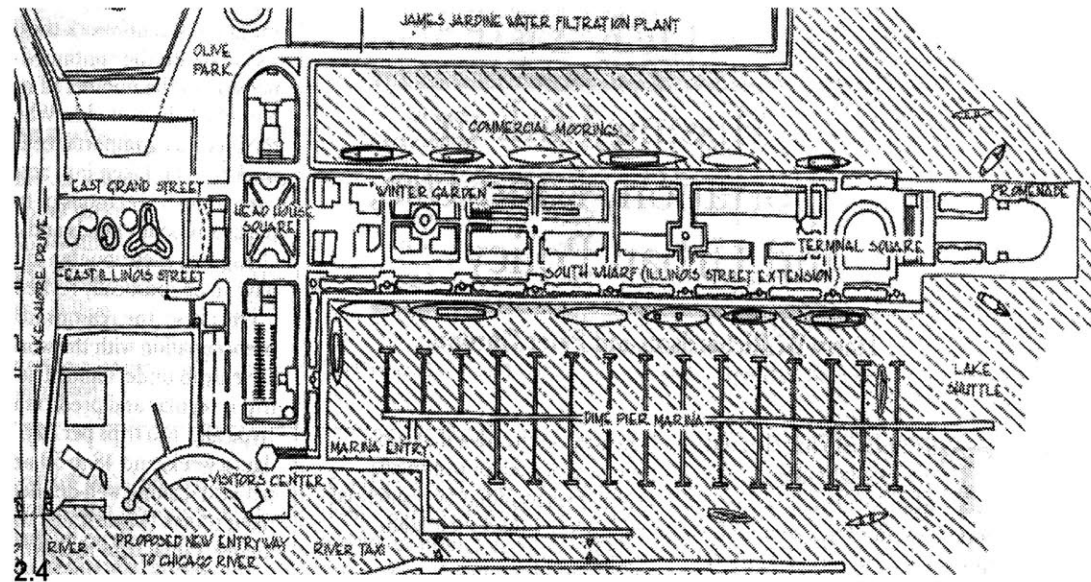 JAMES JARDINE WATER FILTRATION PLANT
OLIVE
PARK
COMMERCIAL MOORINGS
EAST GRAND STREET
"WINTER GARDEN"
PROMENADE
HEAD HOUSE
SQUARE
TERMINAL SQUARE
LAKE SHORE DRIVE
EAST ILLINOIS STREET
SOUTH WHARF (ILLINOIS STREET EXTENSION)
LAKE
SHUTTLE
DIME PIER MARINA
MARINA ENTRY
VISITORS CENTER
RIVER
PROPOSED NEW ENTRYWAY
TO CHICAGO RIVER
RIVER TAXI
2.4